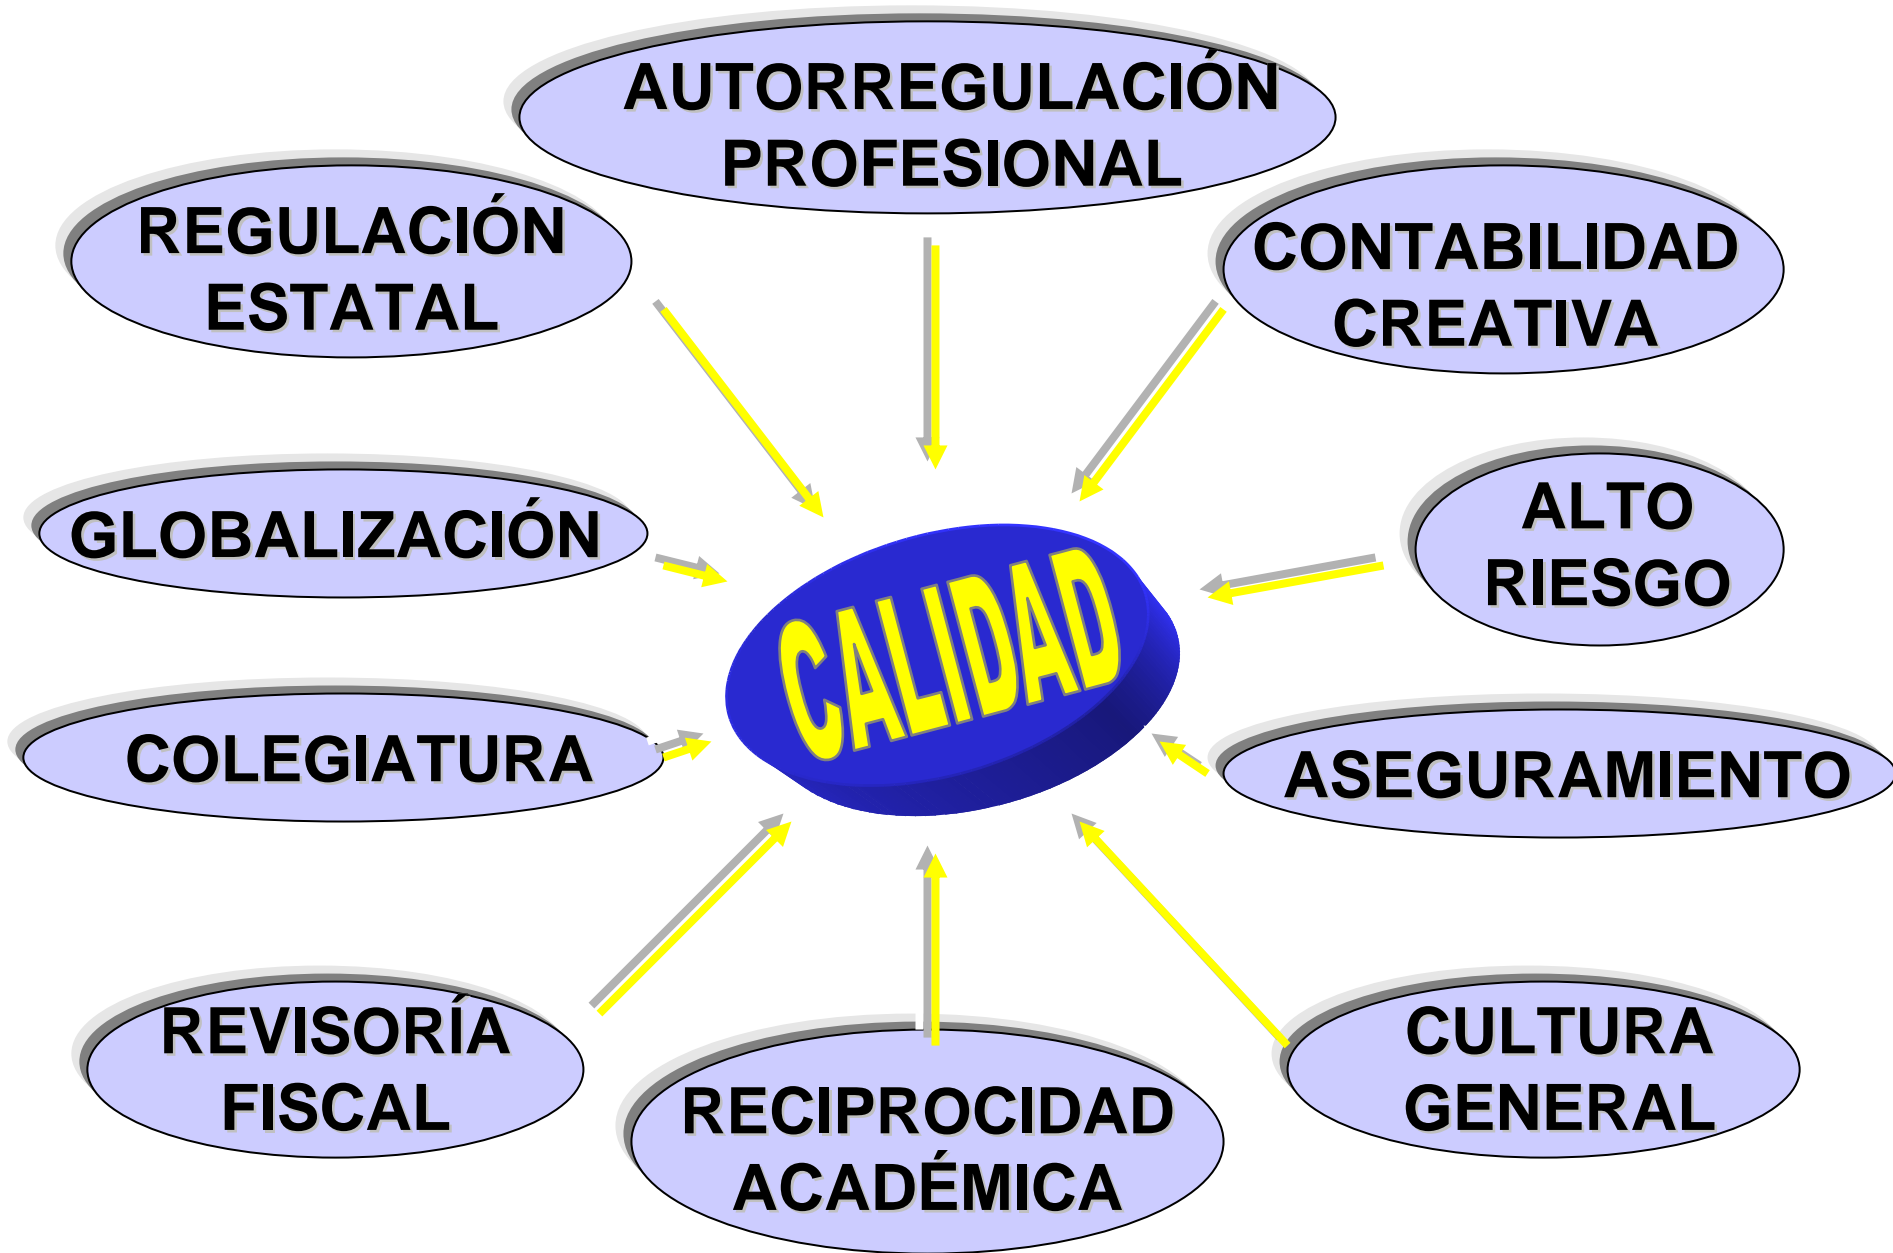 AUTORREGULACIÓN
PROFESIONAL
REGULACIÓN
ESTATAL
CONTABILIDAD
CREATIVA
GLOBALIZACIÓN
ALTO
RIESGO
CALIDAD
COLEGIATURA
ASEGURAMIENTO
REVISORÍA
FISCAL
RECIPROCIDAD
ACADÉMICA
CULTURA
GENERAL